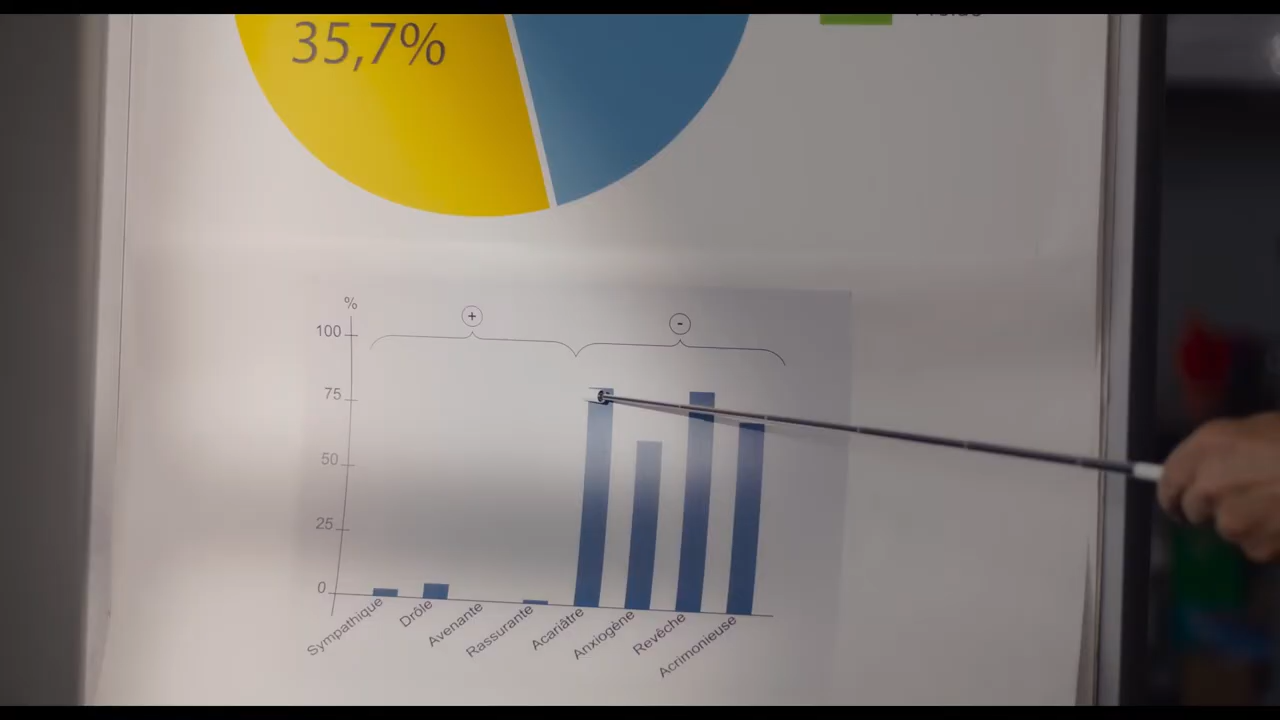 35,7%
%
+
-
100
75
50
25
0
Sympathique
Drôle
Avenante
Rassurante
Acariâtre
Anxiogène
Revêche
Acrimonieuse